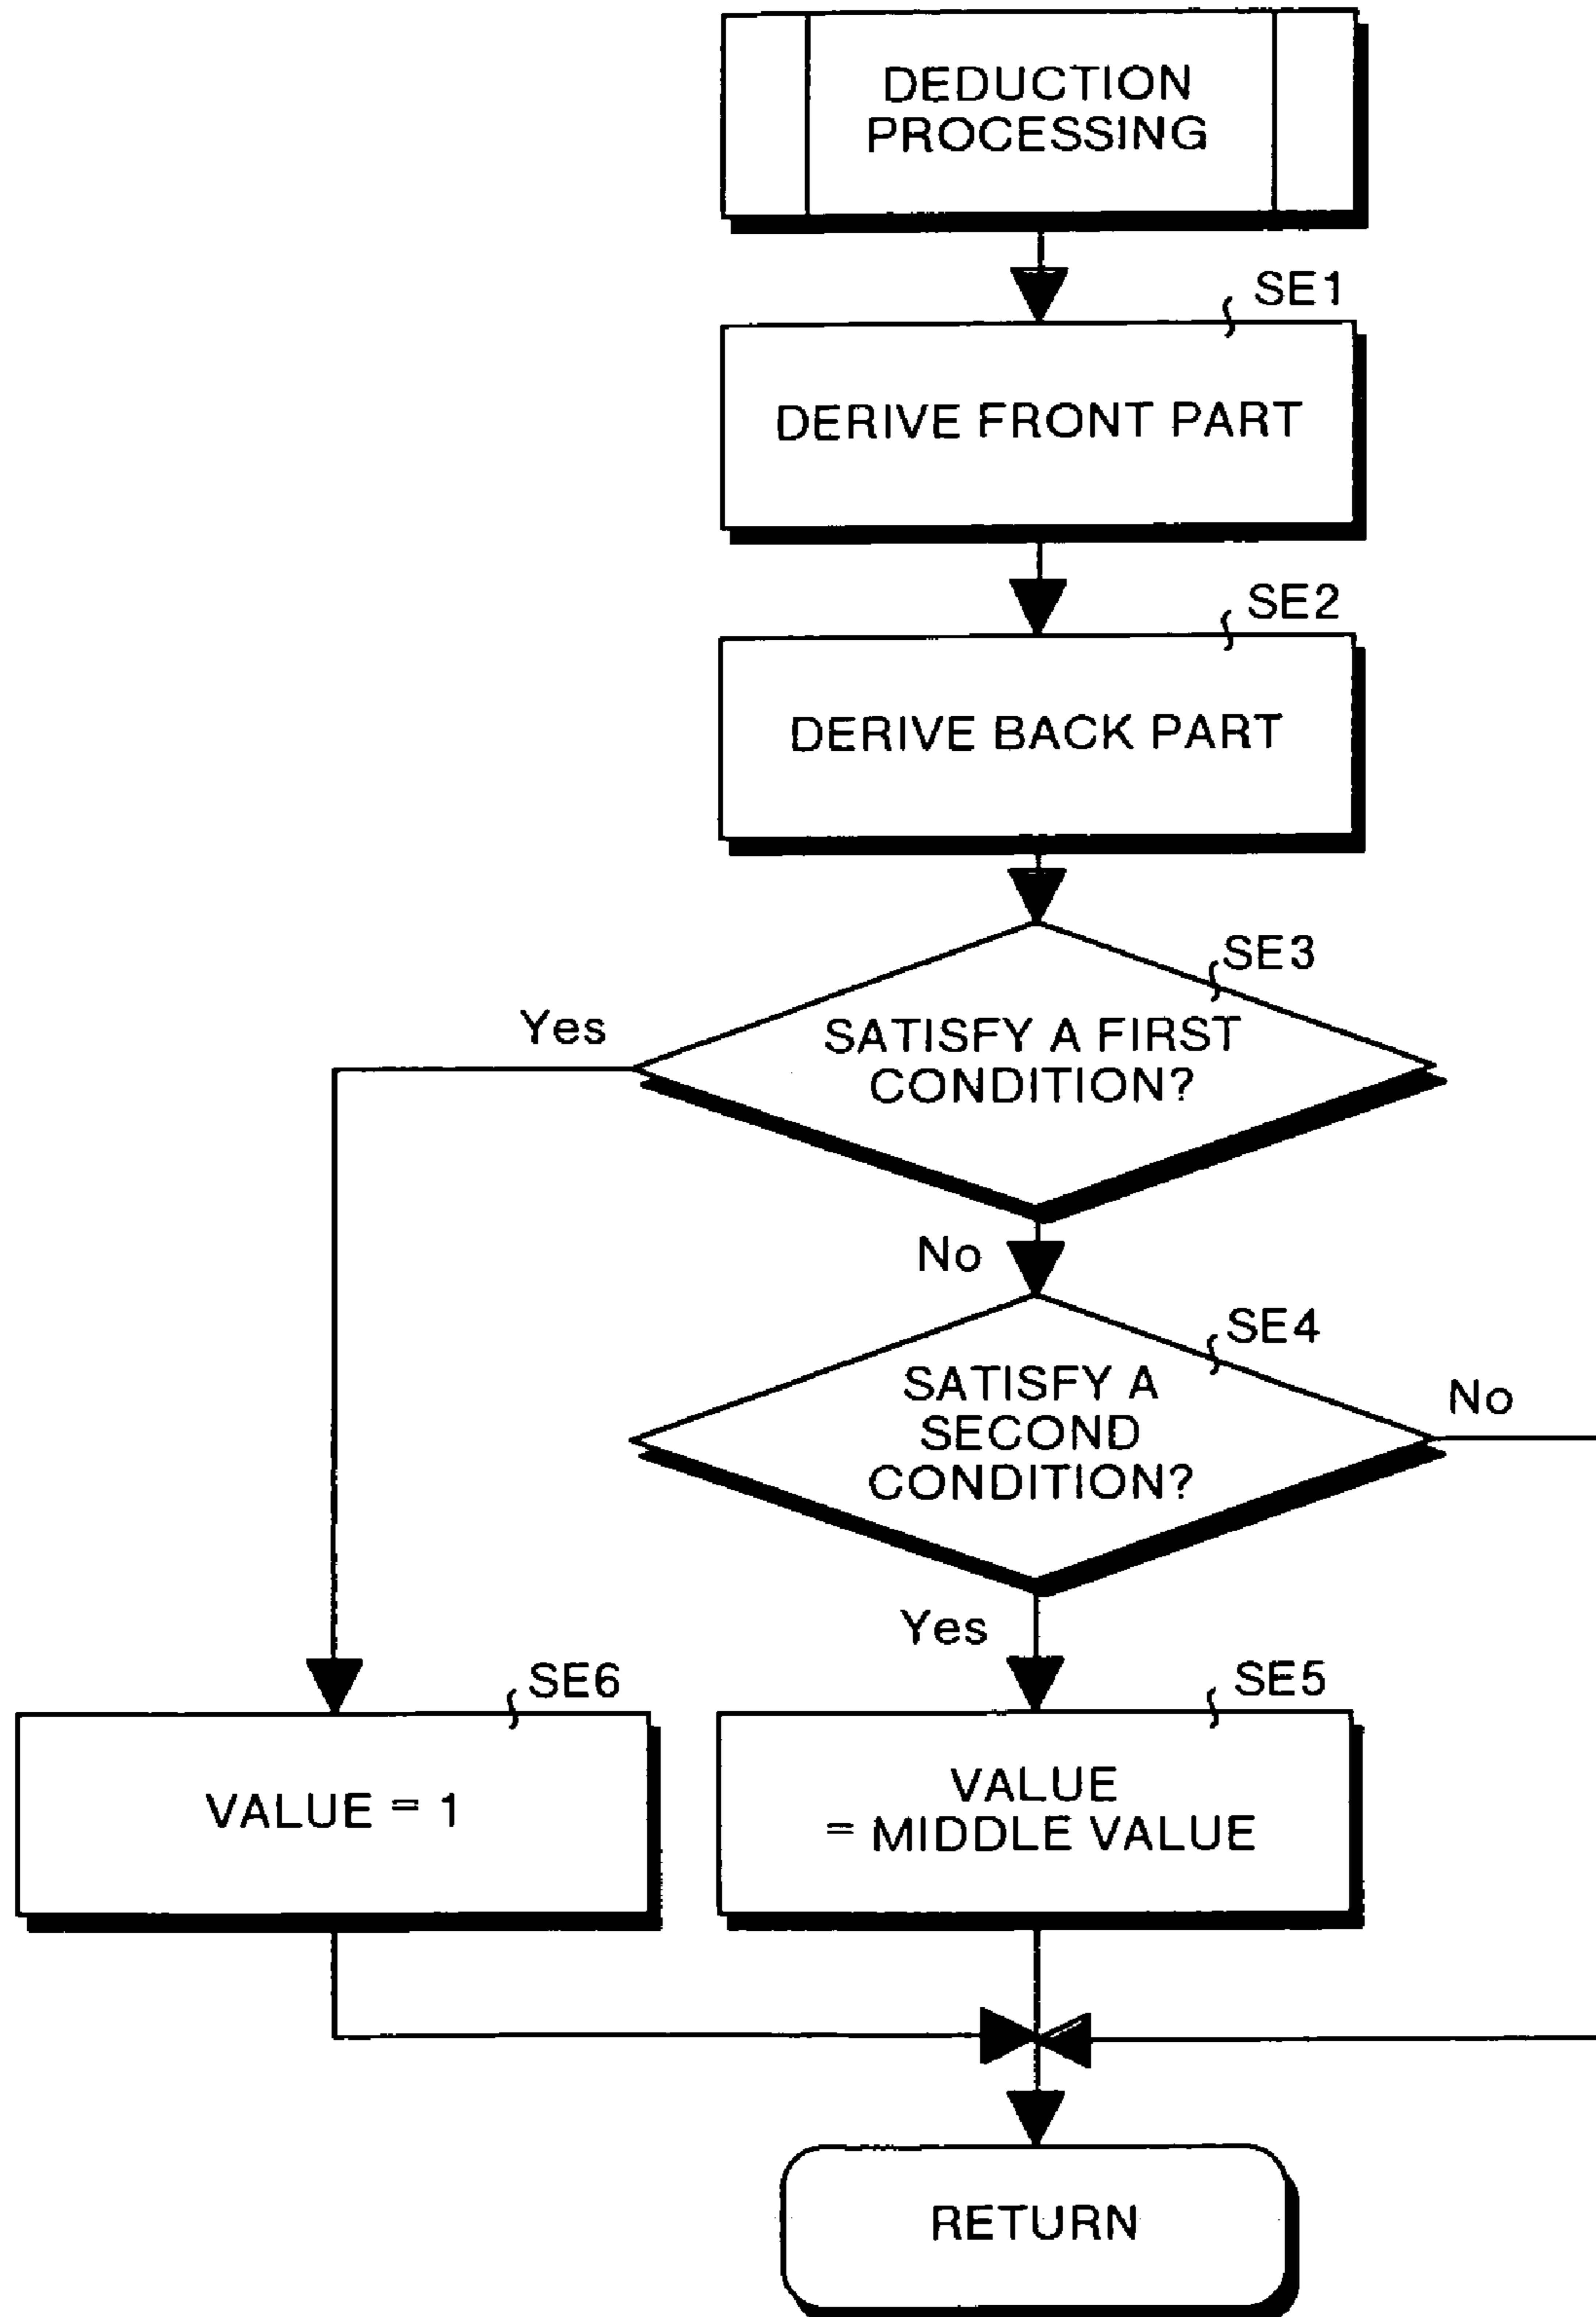 DEDUCTION
PROCESSING
SE1
DERIVE FRONT PART
SE2
DERIVE BACK PART
SE3
Yes
SATISFY A FIRST
CONDITION?
No
SE4
SATISFY A
SECOND
CONDITION?
No
Yes
SE6
VALUE = 1
SE5
VALUE
= MIDDLE VALUE
RETURN